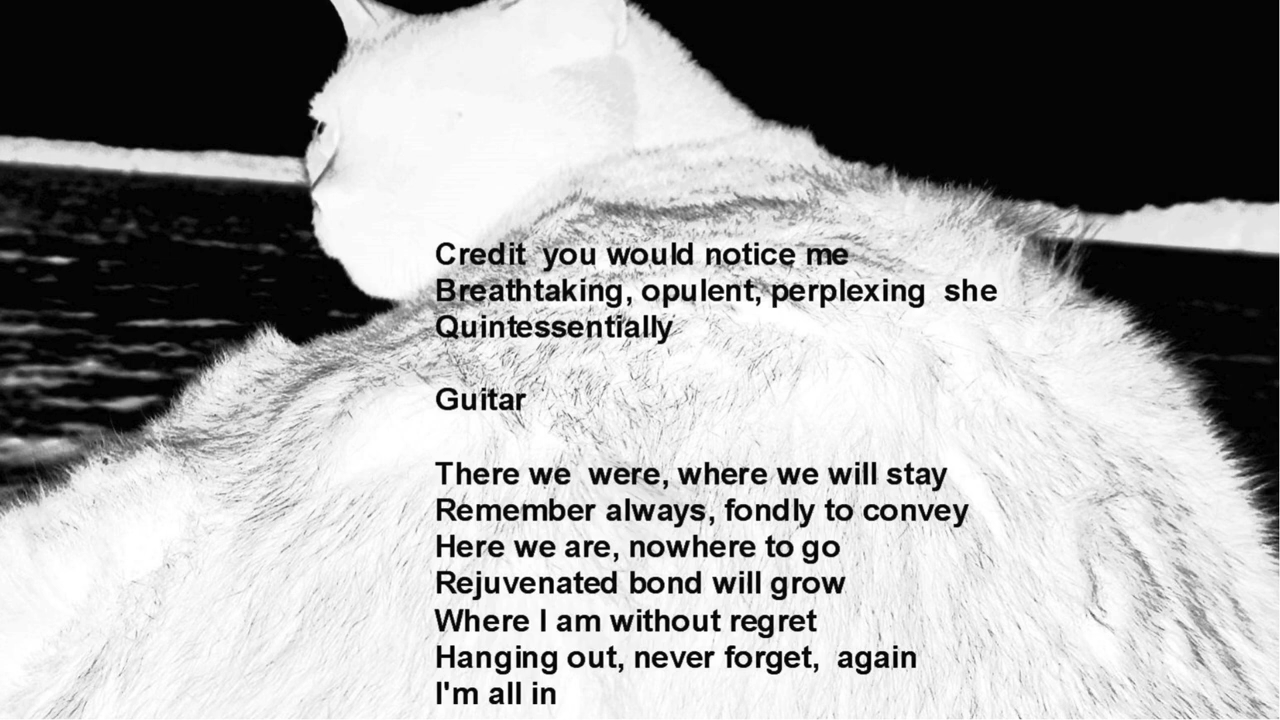 Credit  you would notice me
Breathtaking, opulent, perplexing  she
Quintessentially
Guitar
There we  were, where we will stay
Remember always, fondly to convey
Here we are, nowhere to go
Rejuvenated bond will grow
Where I am without regret
Hanging out, never forget,  again
I'm all in